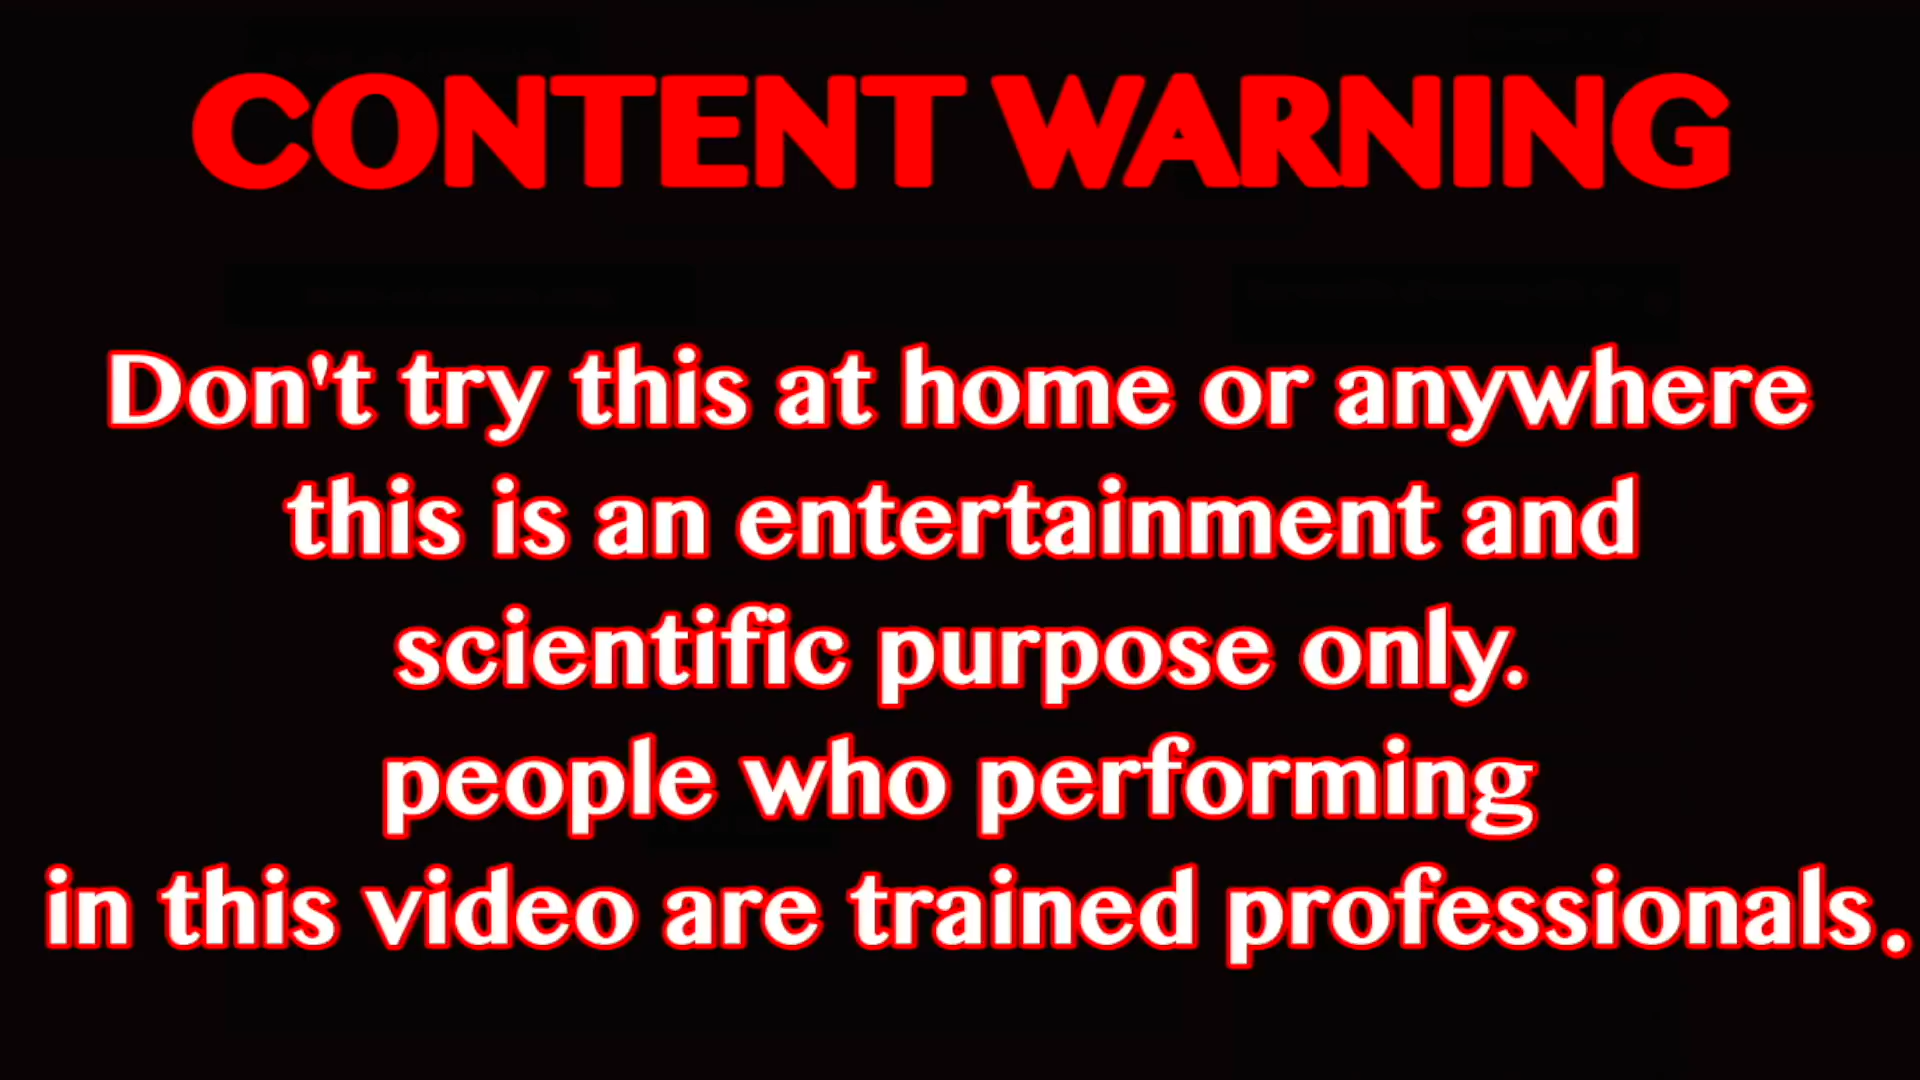 CONTENT WARNING
Don't try this at home or anywhere
this is an entertainment and
scientific purpose only.
people who performing
in this video are trained professionals.